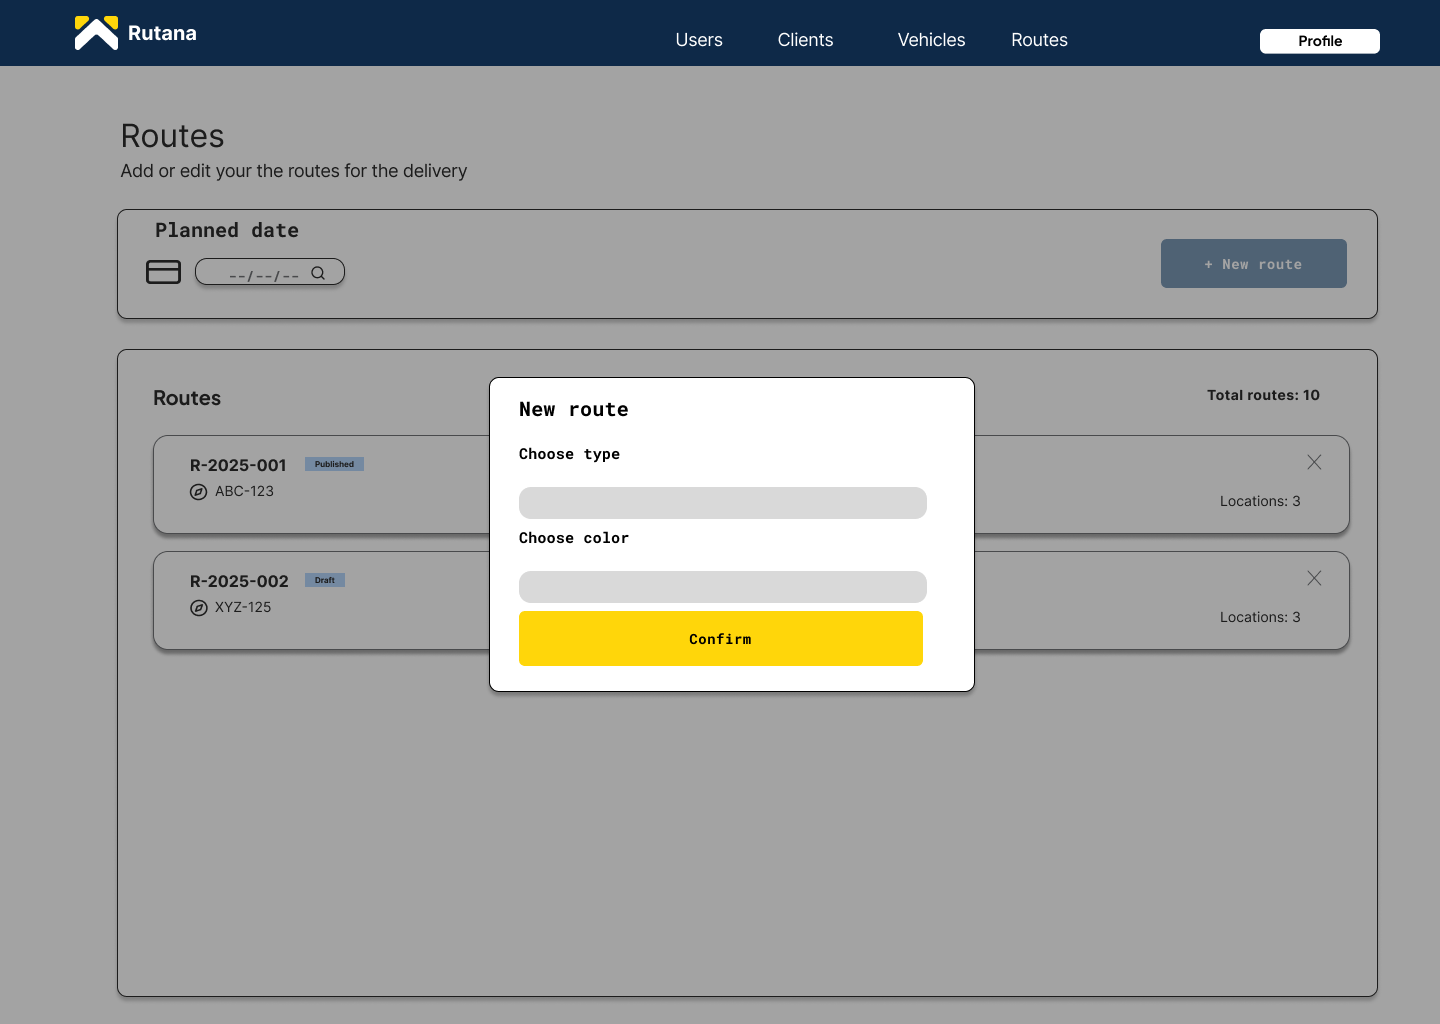 Rutana
Users Clients Vehicles Routes Profile
Routes
Add or edit your the routes for the delivery
Planned date
--/--/--
+ New route
Routes
Total routes: 10
R-2025-001 Published
ABC-123
Locations: 3
R-2025-002 Draft
XYZ-125
Locations: 3
New route
Choose type
Choose color
Confirm